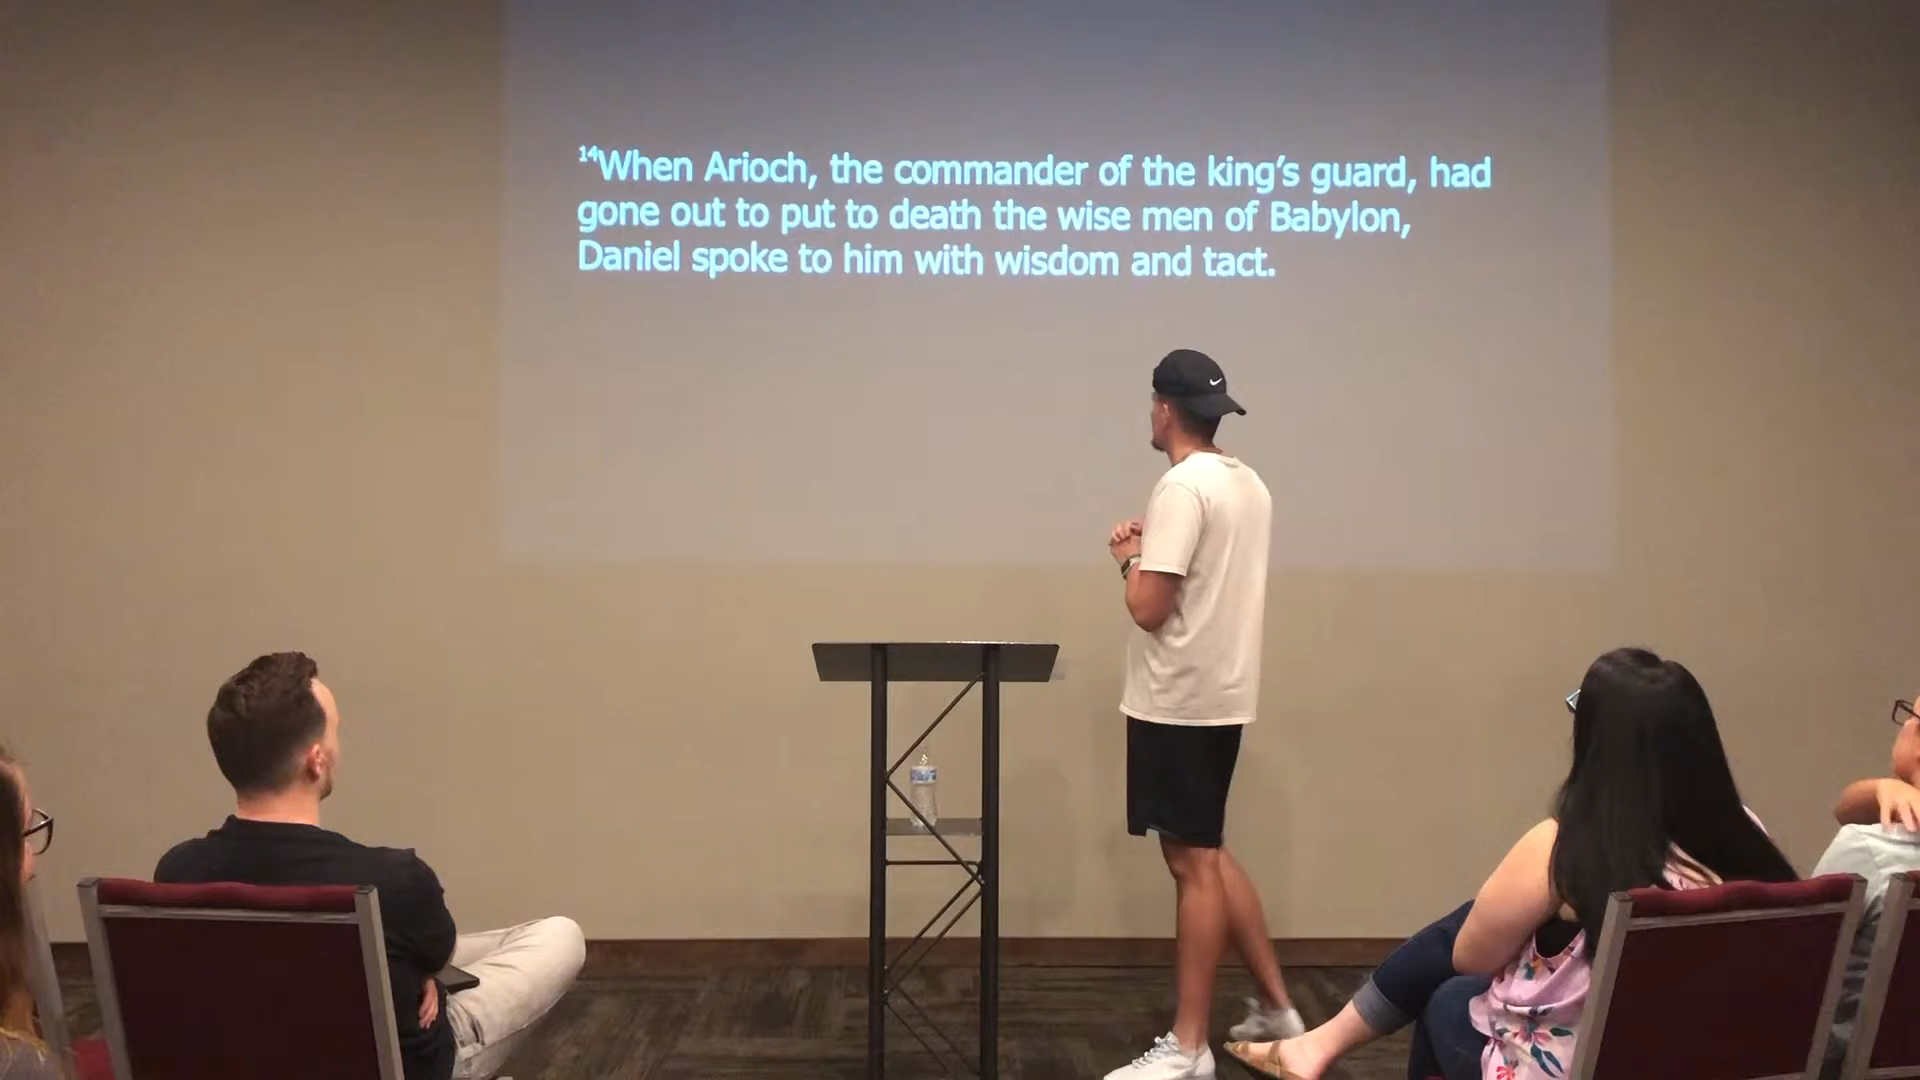 ¹⁴When Arioch, the commander of the king’s guard, had
gone out to put to death the wise men of Babylon,
Daniel spoke to him with wisdom and tact.